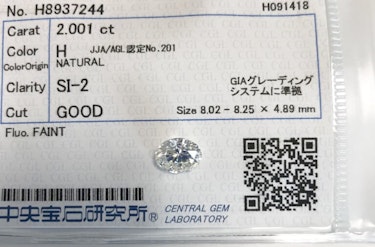 No. H8937244 H091418
Carat 2.001 ct
Color H JJA/AGL認定No.201
ColorOrigin NATURAL
Clarity SI-2 GIAグレーディング
システムに準拠
Cut GOOD Size 8.02 - 8.25 × 4.89 mm
Fluo. FAINT
中央宝石研究所® CENTRAL GEM
LABORATORY